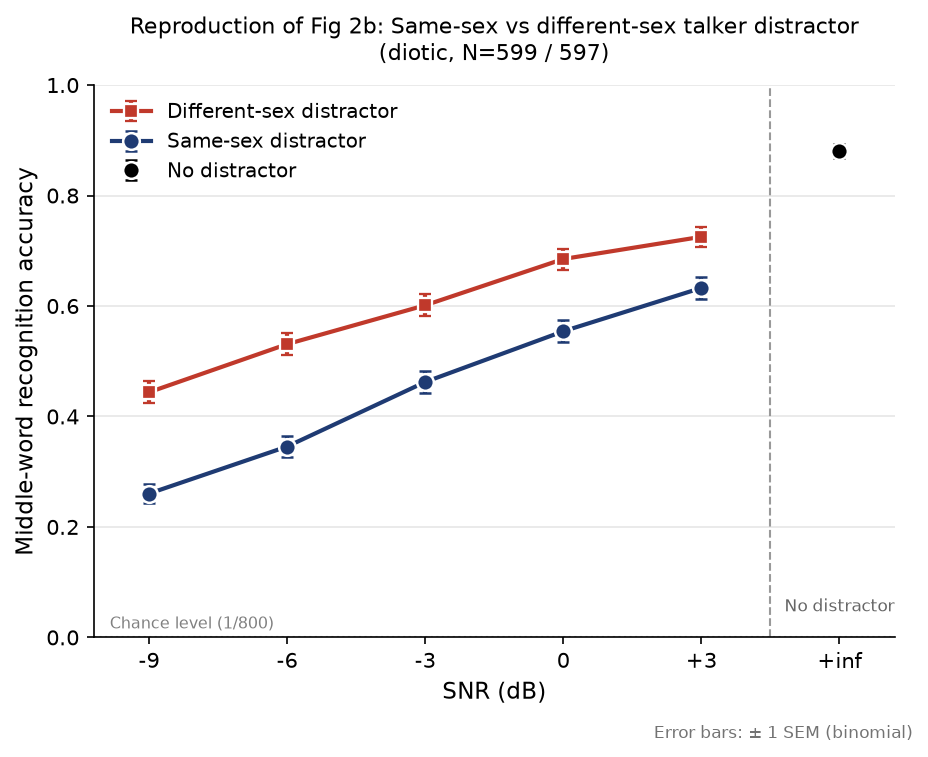 Reproduction of Fig 2b: Same-sex vs different-sex talker distractor
(diotic, N=599 / 597)
Middle-word recognition accuracy
1.0
0.8
0.6
0.4
0.2
0.0
Different-sex distractor
Same-sex distractor
No distractor
No distractor
Chance level (1/800)
-9
-6
-3
0
+3
+inf
SNR (dB)
Error bars: ± 1 SEM (binomial)